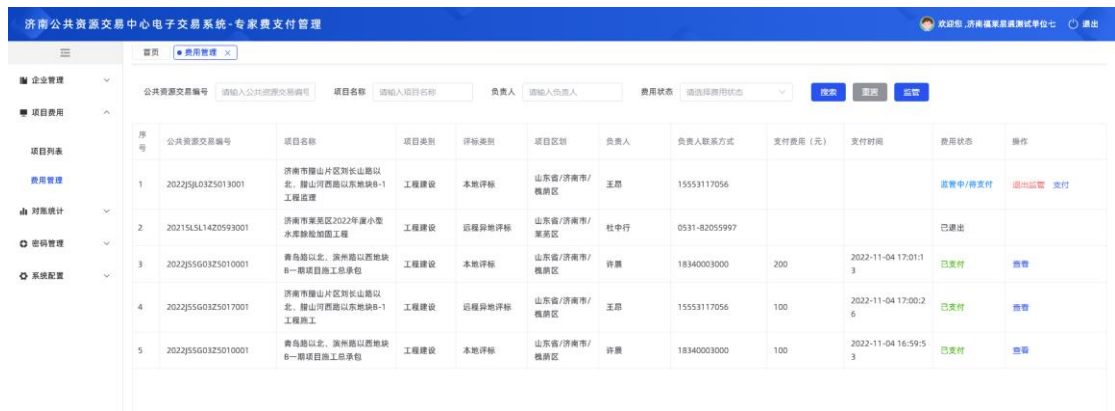 济南公共资源交易中心电子交易系统-专家费支付管理
欢迎您 ,济南福莱易通测试单位七 退出
首页 费用管理 ×
企业管理
项目费用
项目列表
费用管理
对账统计
密码管理
系统配置
公共资源交易编号 请输入公共资源交易编号 项目名称 请输入项目名称 负责人 请输入负责人 费用状态 请选择费用状态 搜索 重置 监管
序号 公共资源交易编号 项目名称 项目类别 评标类别 项目区划 负责人 负责人联系方式 支付费用（元） 支付时间 费用状态 操作
1 2022JSJL03Z5013001 济南市腊山片区刘长山路以北、腊山河西路以东地块B-1工程监理 工程建设 本地评标 山东省/济南市/槐荫区 王昂 15553117056 监管中/待支付 退出监管 支付
2 2021SLSL14Z0593001 济南市莱芜区2022年度小型水库除险加固工程 工程建设 远程异地评标 山东省/济南市/莱芜区 杜中行 0531-82055997 已退出
3 2022JSSG03Z5010001 青岛路以北、滨州路以西地块B一期项目施工总承包 工程建设 本地评标 山东省/济南市/槐荫区 许晨 18340003000 200 2022-11-04 17:01:13 已支付 查看
4 2022JSSG03Z5017001 济南市腊山片区刘长山路以北、腊山河西路以东地块B-1工程施工 工程建设 远程异地评标 山东省/济南市/槐荫区 王昂 15553117056 100 2022-11-04 17:00:26 已支付 查看
5 2022JSSG03Z5010001 青岛路以北、滨州路以西地块B一期项目施工总承包 工程建设 本地评标 山东省/济南市/槐荫区 许晨 18340003000 100 2022-11-04 16:59:53 已支付 查看